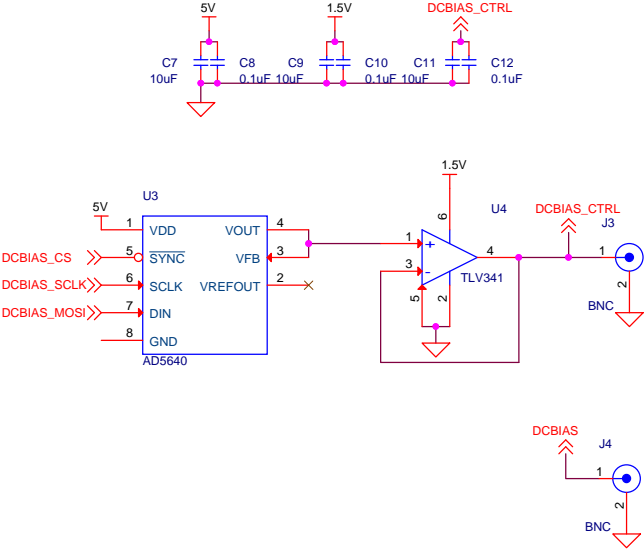 5V 1.5V DCBIAS_CTRL
C7 C8 C9 C10 C11 C12
10uF 0.1uF 10uF 0.1uF 10uF 0.1uF
1.5V
U3 U4 DCBIAS_CTRL J3
5V
1 VDD VOUT 4
6
DCBIAS_CS 5 SYNC VFB 3
1 + 4 1
3 - TLV341
DCBIAS_SCLK 6 SCLK VREFOUT 2
5 2 2
DCBIAS_MOSI 7 DIN BNC
8 GND
AD5640
DCBIAS J4
1
2
BNC